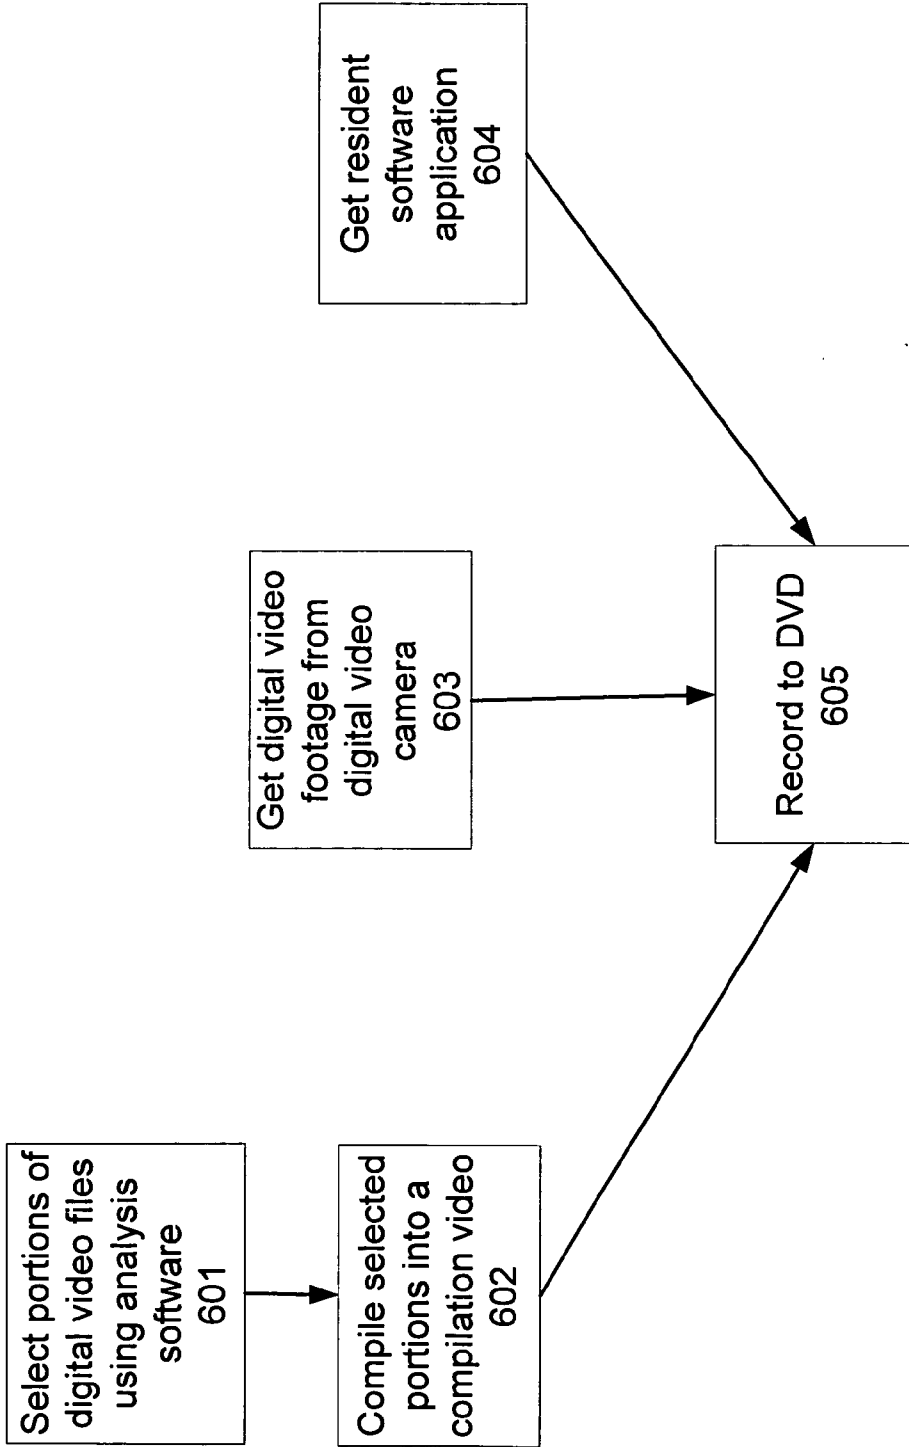 Select portions of
digital video files
using analysis
software
601
Compile selected
portions into a
compilation video
602
Get digital video
footage from
digital video
camera
603
Get resident
software
application
604
Record to DVD
605